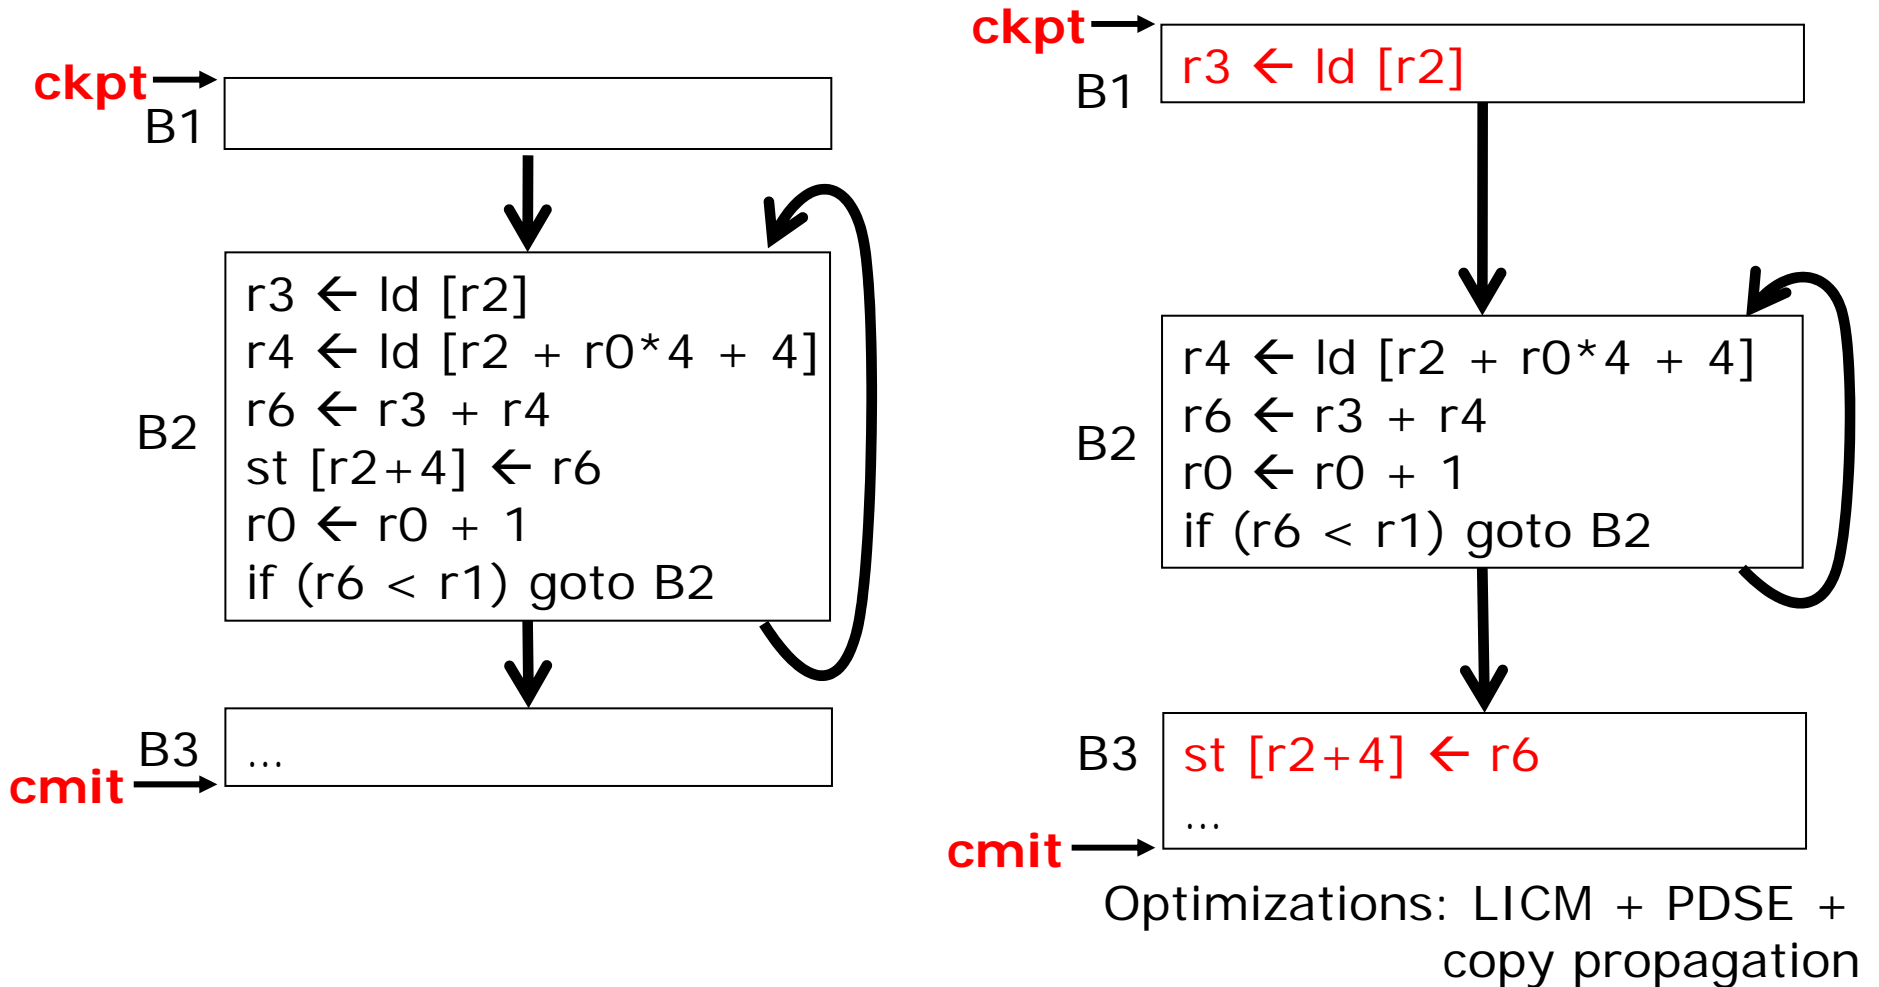 ckpt
B1
B2
r3 ← ld [r2]
r4 ← ld [r2 + r0*4 + 4]
r6 ← r3 + r4
st [r2+4] ← r6
r0 ← r0 + 1
if (r6 < r1) goto B2
B3
...
cmit
ckpt
B1
r3 ← ld [r2]
B2
r4 ← ld [r2 + r0*4 + 4]
r6 ← r3 + r4
r0 ← r0 + 1
if (r6 < r1) goto B2
B3
st [r2+4] ← r6
...
cmit
Optimizations: LICM + PDSE +
copy propagation